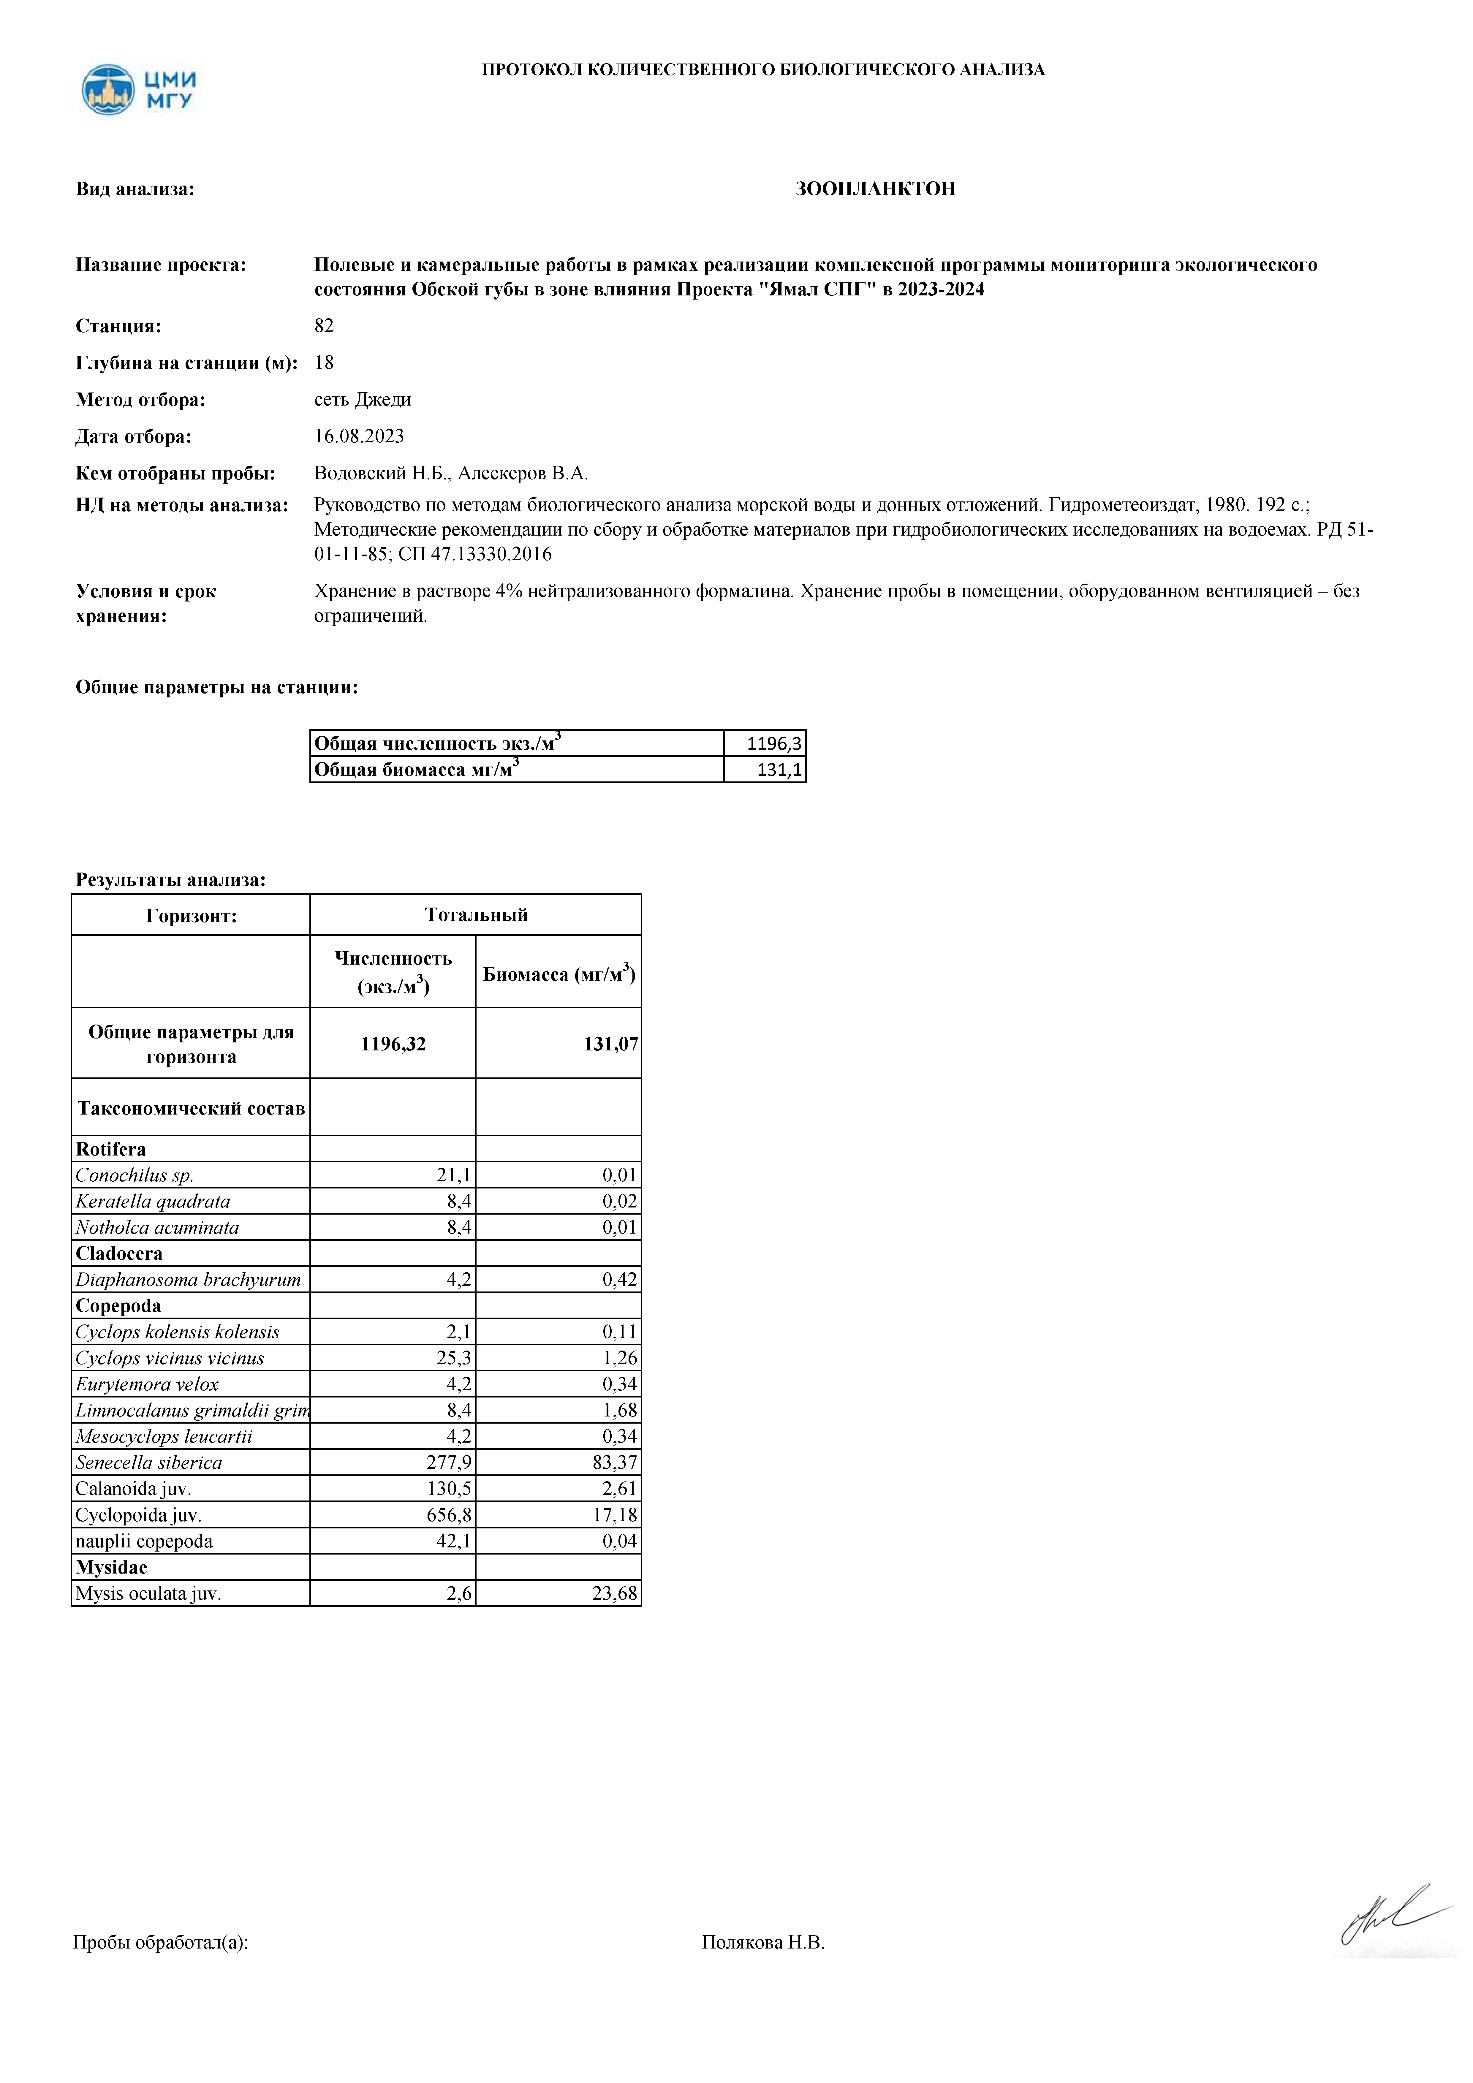 ЦМИ
МГУ
ПРОТОКОЛ КОЛИЧЕСТВЕННОГО БИОЛОГИЧЕСКОГО АНАЛИЗА
Вид анализа: ЗООПЛАНКТОН
Название проекта: Полевые и камеральные работы в рамках реализации комплексной программы мониторинга экологического
состояния Обской губы в зоне влияния Проекта "Ямал СПГ" в 2023-2024
Станция: 82
Глубина на станции (м): 18
Метод отбора: сеть Джеди
Дата отбора: 16.08.2023
Кем отобраны пробы: Водовский Н.Б., Алескеров В.А.
НД на методы анализа: Руководство по методам биологического анализа морской воды и донных отложений. Гидрометеоиздат, 1980. 192 с.;
Методические рекомендации по сбору и обработке материалов при гидробиологических исследованиях на водоемах. РД 51-
01-11-85; СП 47.13330.2016
Условия и срок Хранение в растворе 4% нейтрализованного формалина. Хранение пробы в помещении, оборудованном вентиляцией – без
хранения: ограничений.
Общие параметры на станции:
Общая численность экз./м³ 1196,3
Общая биомасса мг/м³ 131,1
Результаты анализа:
Горизонт: Тотальный
Численность
(экз./м³) Биомасса (мг/м³)
Общие параметры для
горизонта 1196,32 131,07
Таксономический состав
Rotifera
Conochilus sp. 21,1 0,01
Keratella quadrata 8,4 0,02
Notholca acuminata 8,4 0,01
Cladocera
Diaphanosoma brachyurum 4,2 0,42
Copepoda
Cyclops kolensis kolensis 2,1 0,11
Cyclops vicinus vicinus 25,3 1,26
Eurytemora velox 4,2 0,34
Limnocalanus grimaldii grim 8,4 1,68
Mesocyclops leucartii 4,2 0,34
Senecella siberica 277,9 83,37
Calanoida juv. 130,5 2,61
Cyclopoida juv. 656,8 17,18
nauplii copepoda 42,1 0,04
Mysidae
Mysis oculata juv. 2,6 23,68
Пробы обработал(а): Полякова Н.В.